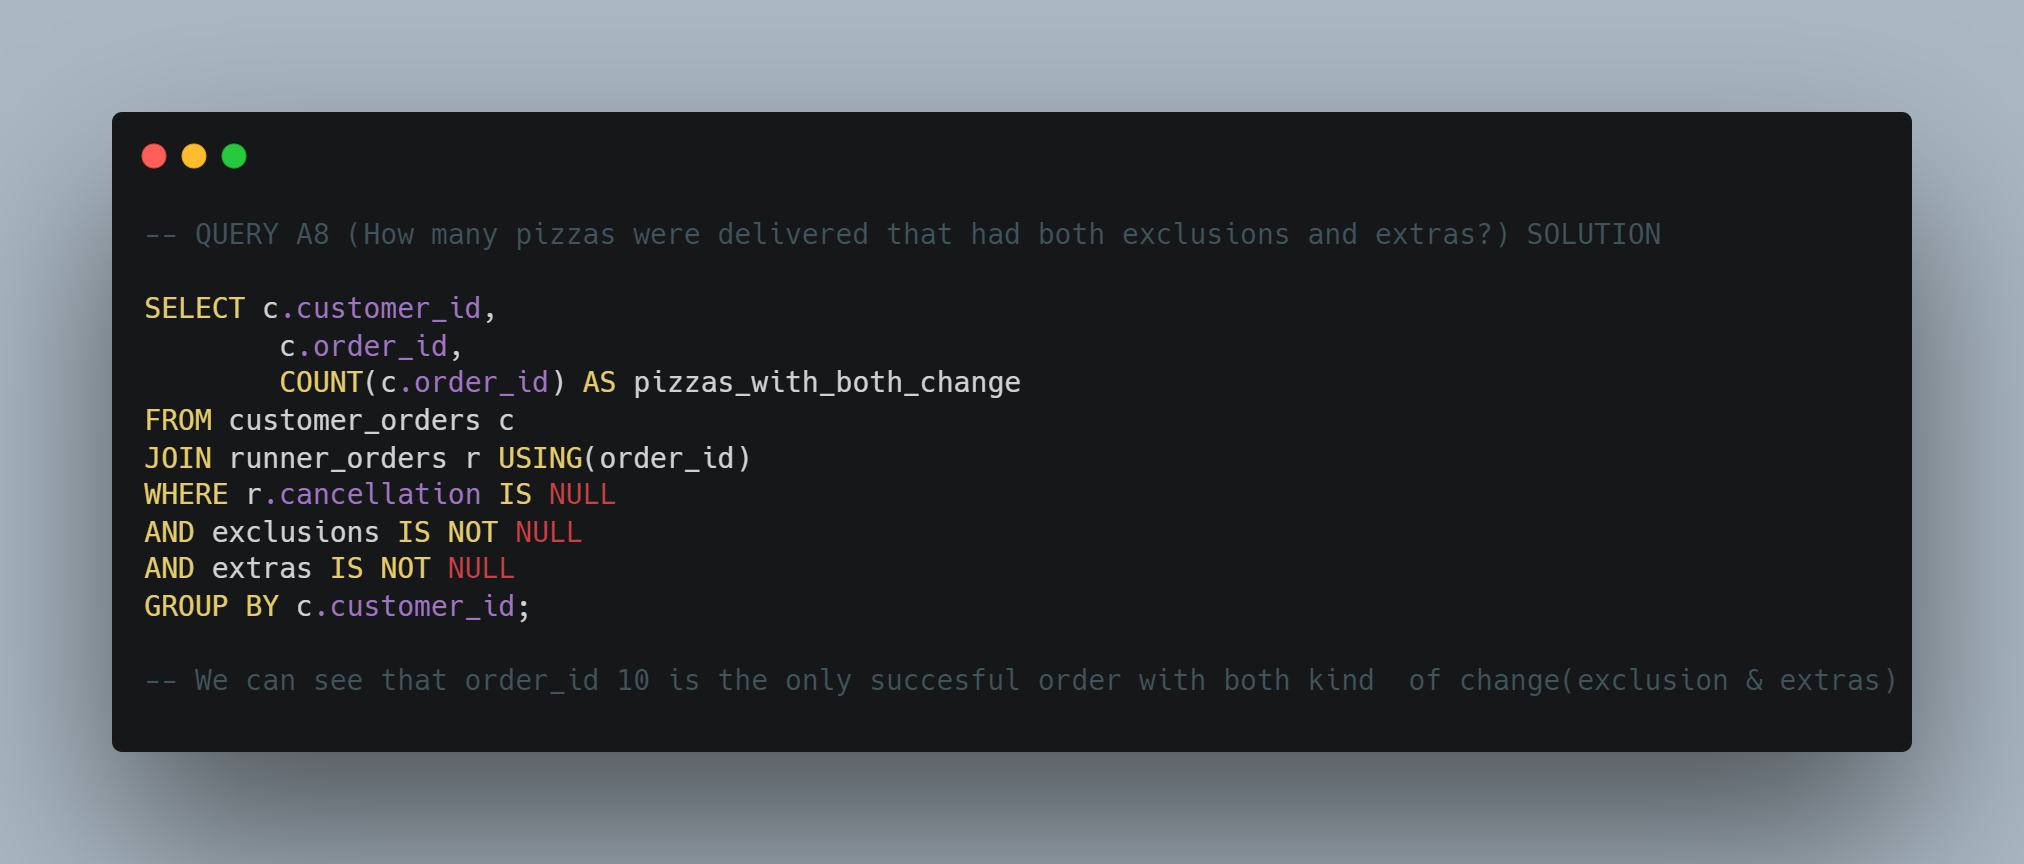 -- QUERY A8 (How many pizzas were delivered that had both exclusions and extras?) SOLUTION
SELECT c.customer_id,
        c.order_id,
        COUNT(c.order_id) AS pizzas_with_both_change
FROM customer_orders c
JOIN runner_orders r USING(order_id)
WHERE r.cancellation IS NULL
AND exclusions IS NOT NULL
AND extras IS NOT NULL
GROUP BY c.customer_id;
-- We can see that order_id 10 is the only succesful order with both kind  of change(exclusion & extras)